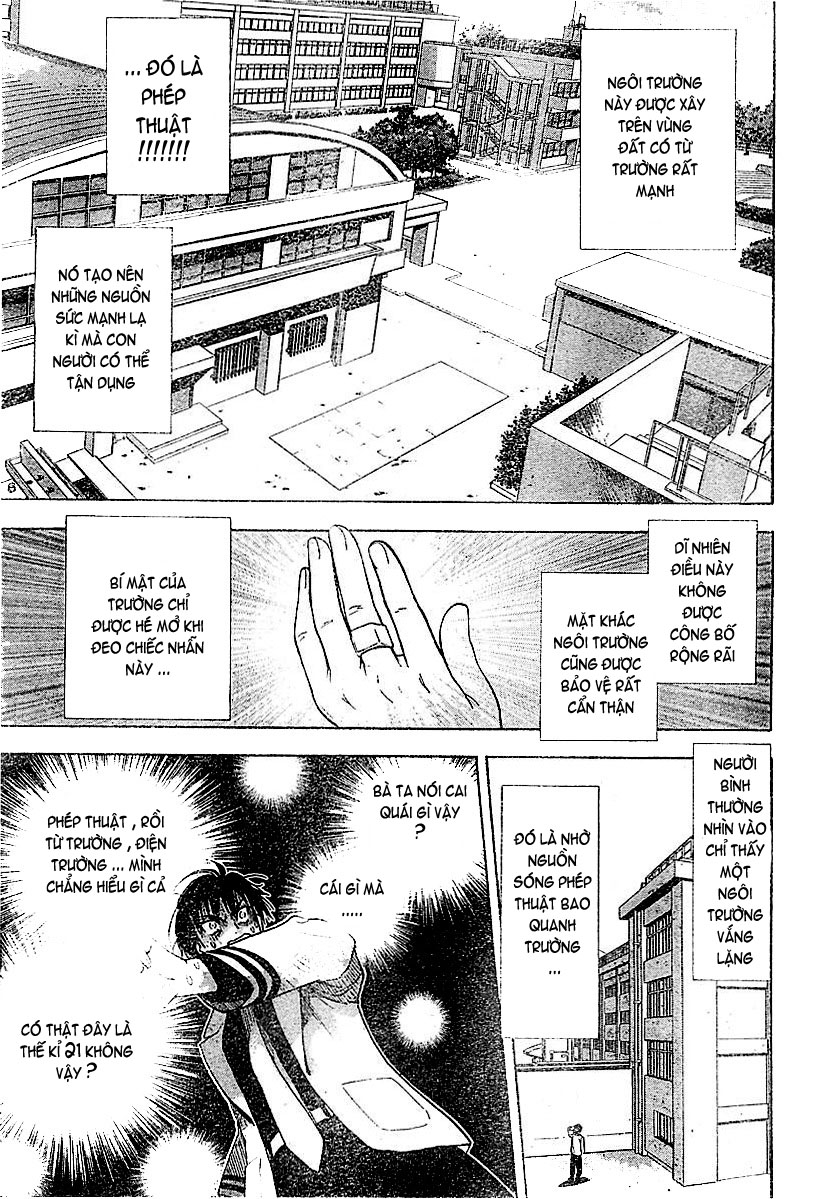 NGÔI TRƯỜNG
NÀY ĐƯỢC XÂY
TRÊN VÙNG
ĐẤT CÓ TỪ
TRƯỜNG RẤT
MẠNH
... ĐÓ LÀ
PHÉP
THUẬT
!!!!!!!
NÓ TẠO NÊN
NHỮNG NGUỒN
SỨC MẠNH LẠ
KÌ MÀ CON
NGƯỜI CÓ THỂ
TẬN DỤNG
DĨ NHIÊN
ĐIỀU NÀY
KHÔNG
ĐƯỢC
CÔNG BỐ
RỘNG RÃI
MẶT KHÁC
NGÔI TRƯỜNG
CŨNG ĐƯỢC
BẢO VỆ RẤT
CẨN THẬN
BÍ MẬT CỦA
TRƯỜNG CHỈ
ĐƯỢC HÉ MỞ KHI
ĐEO CHIẾC NHẪN
NÀY ...
NGƯỜI
BÌNH
THƯỜNG
NHÌN VÀO
CHỈ THẤY
MỘT
NGÔI
TRƯỜNG
VẮNG
LẶNG
ĐÓ LÀ NHỜ
NGUỒN
SÓNG PHÉP
THUẬT BAO
QUANH
TRƯỜNG
...
BÀ TA NÓI CAI
QUÁI GÌ VẬY
?
CÁI GÌ MÀ
.....
PHÉP THUẬT , RỒI
TỪ TRƯỜNG , ĐIỆN
TRƯỜNG ... MÌNH
CHẲNG HIỂU GÌ CẢ
CÓ THẬT ĐÂY LÀ
THẾ KỈ 21 KHÔNG
VẬY ?